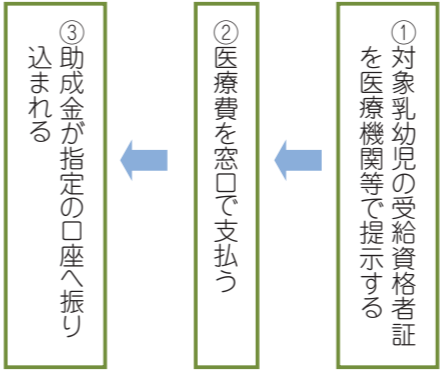 ①対象乳幼児の受給資格者証
を医療機関等で提示する
②医療費を窓口で支払う
③助成金が指定の口座へ振り
込まれる